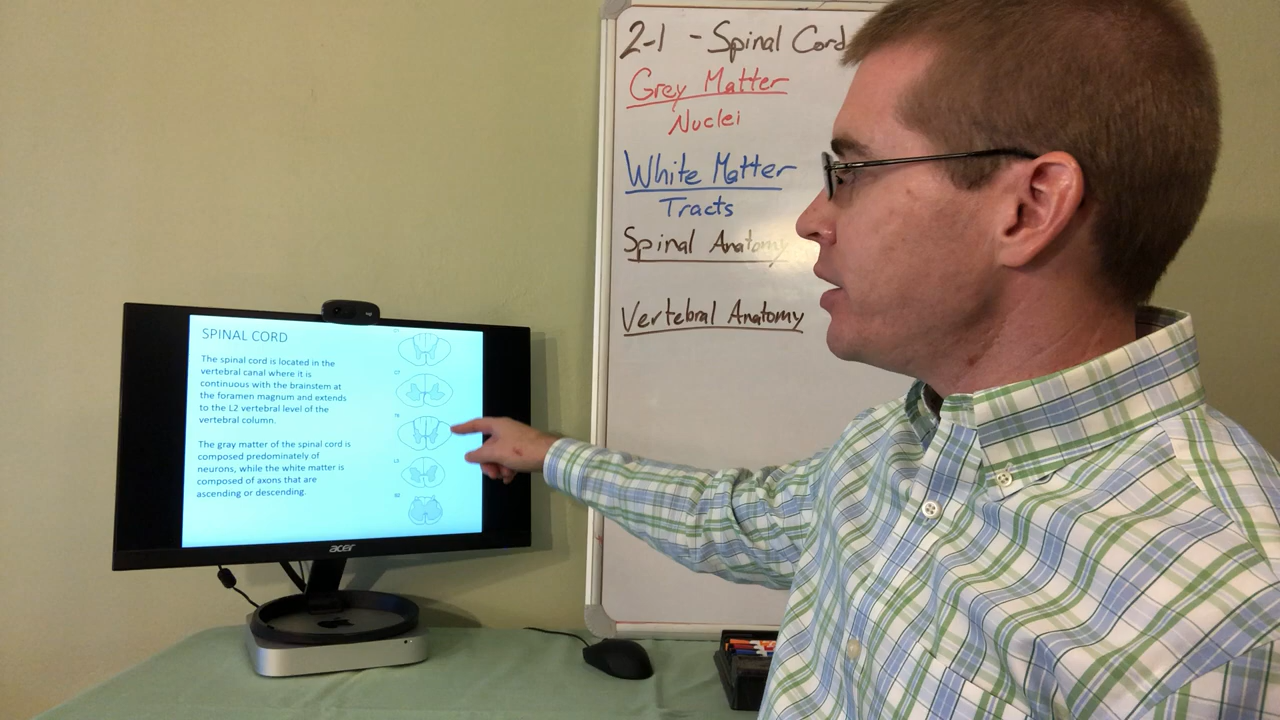 2-1 - Spinal Cord
Grey Matter
Nuclei
White Matter
Tracts
Spinal Anatomy
Vertebral Anatomy
SPINAL CORD
The spinal cord is located in the
vertebral canal where it is
continuous with the brainstem at
the foramen magnum and extends
to the L2 vertebral level of the
vertebral column.
The gray matter of the spinal cord is
composed predominately of
neurons, while the white matter is
composed of axons that are
ascending or descending.
acer